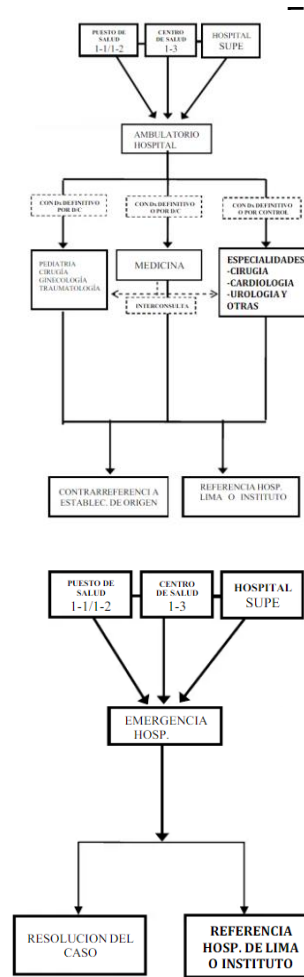 PUESTO DE
SALUD
1-1/1-2
CENTRO
DE SALUD
1-3
HOSPITAL
SUPE
AMBULATORIO
HOSPITAL
CON Dx DEFINITIVO
POR D/C
CON Dx DEFINITIVO
O POR D/C
CON Dx DEFINITIVO
O POR CONTROL
PEDIATRIA
CIRUGÍA
GINECOLOGÍA
TRAUMATOLOGÍA
MEDICINA
ESPECIALIDADES
-CIRUGIA
-CARDIOLOGIA
-UROLOGIA Y
OTRAS
INTERCONSULTA
CONTRARREFERENCIA
ESTABLEC. DE ORIGEN
REFERENCIA HOSP.
LIMA O INSTITUTO
PUESTO DE
SALUD
1-1/1-2
CENTRO
DE SALUD
1-3
HOSPITAL
SUPE
EMERGENCIA
HOSP.
RESOLUCION DEL
CASO
REFERENCIA
HOSP. DE LIMA
O INSTITUTO